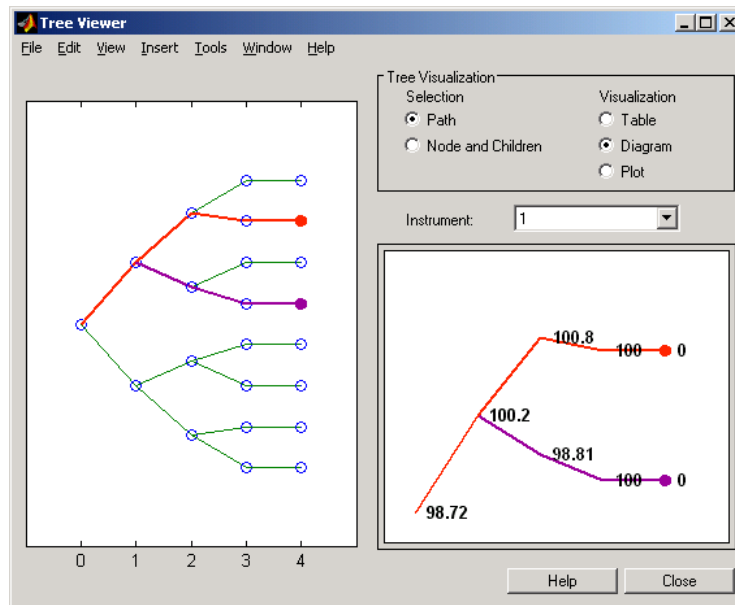 Tree Viewer
File Edit View Insert Tools Window Help
Tree Visualization
Selection Visualization
Path Table
Node and Children Diagram
Plot
Instrument: 1
100.8
100 0
100.2
98.81
100 0
98.72
0 1 2 3 4
Help Close